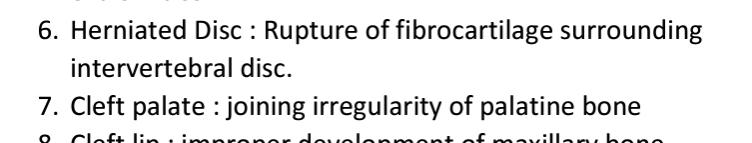 6. Herniated Disc : Rupture of fibrocartilage surrounding
intervertebral disc.
7. Cleft palate : joining irregularity of palatine bone
8. Cleft lip : improper development of maxillary bone